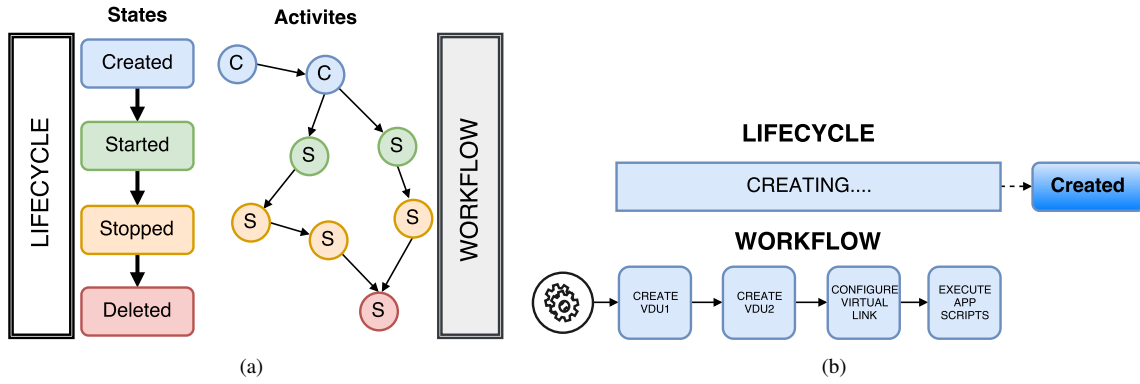 States
Activites
LIFECYCLE
Created
Started
Stopped
Deleted
C
C
S
S
S
S
S
S
WORKFLOW
(a)
LIFECYCLE
CREATING....
Created
WORKFLOW
CREATE
VDU1
CREATE
VDU2
CONFIGURE
VIRTUAL
LINK
EXECUTE
APP
SCRIPTS
(b)